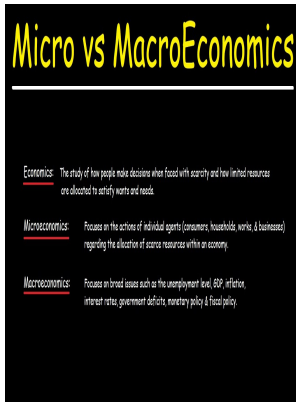 Micro vs MacroEconomics
Economics: The study of how people make decisions when faced with scarcity and how limited resources
are allocated to satisfy wants and needs.
Microeconomics: Focuses on the actions of individual agents (consumers, households, works, & businesses)
regarding the allocation of scarce resources within an economy.
Macroeconomics: Focuses on broad issues such as the unemployment level, GDP, inflation,
interest rates, government deficits, monetary policy & fiscal policy.